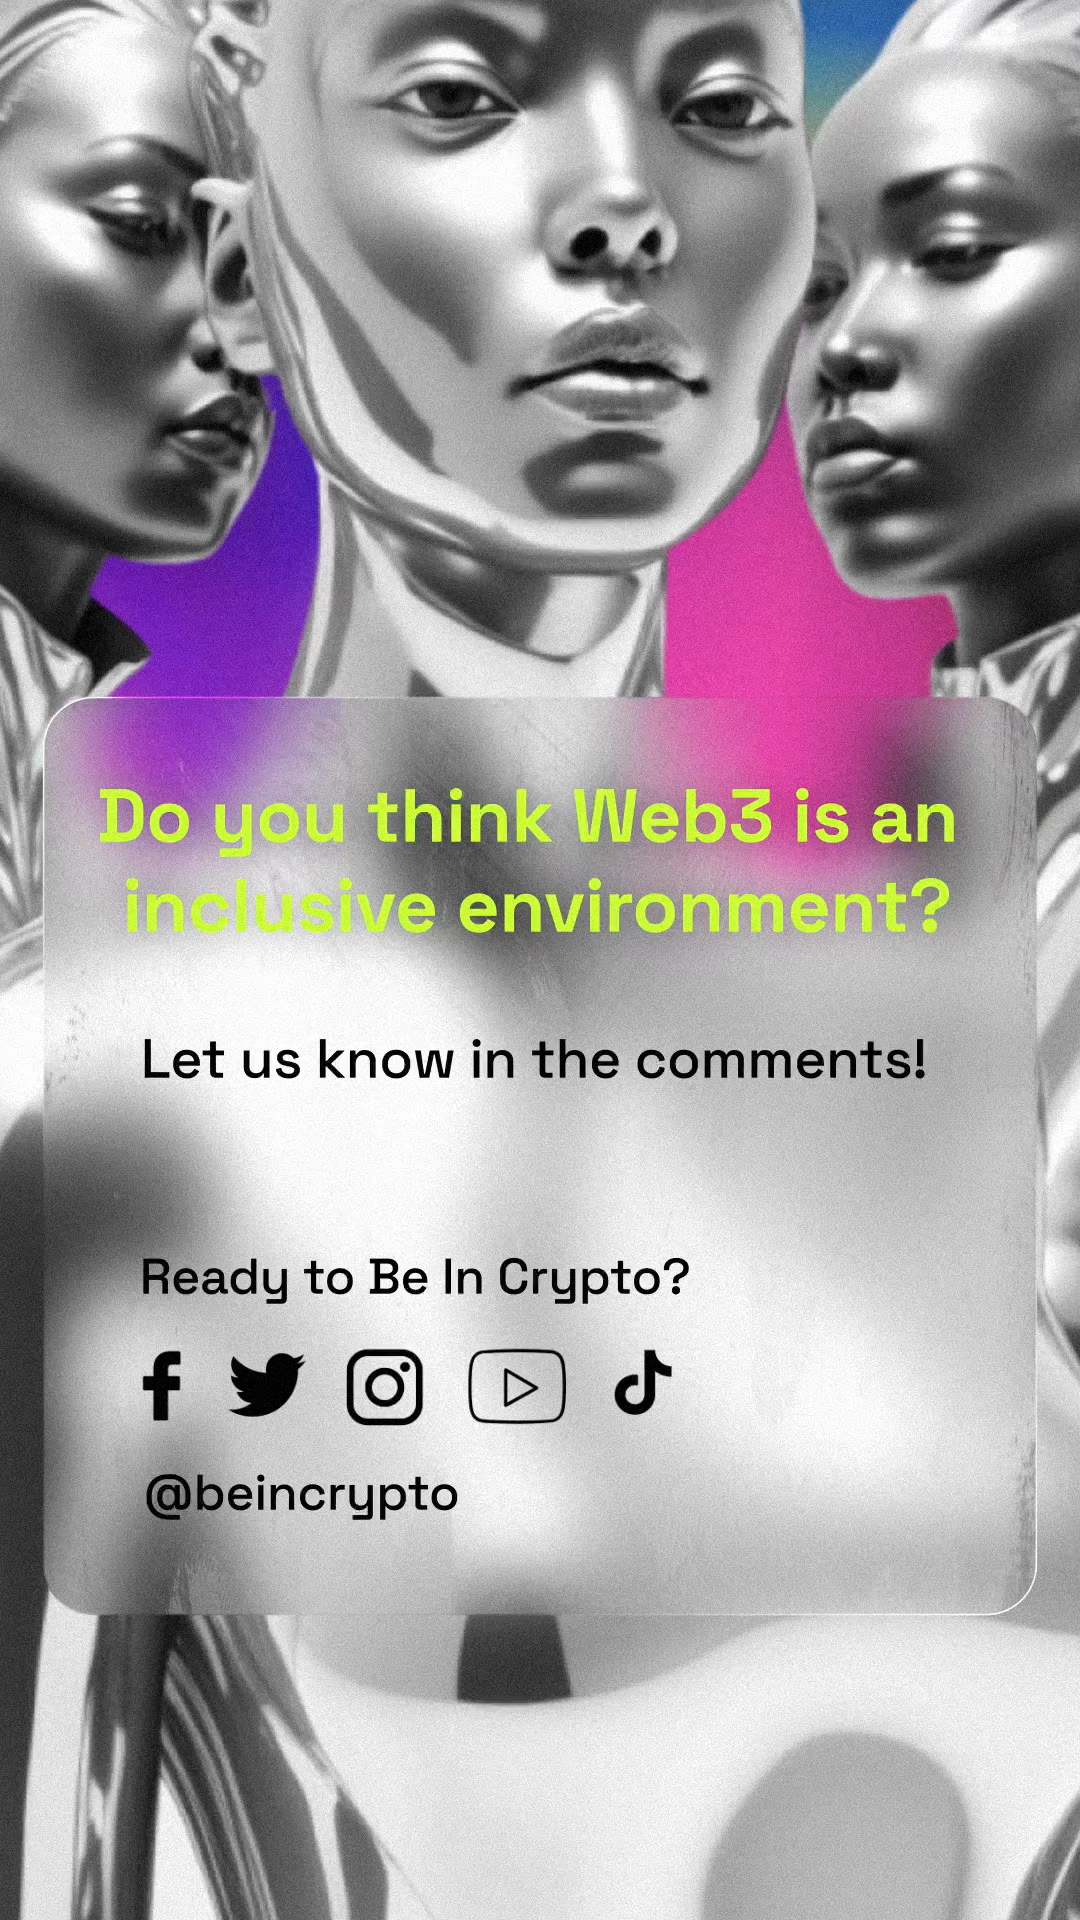 Do you think Web3 is an
inclusive environment?
Let us know in the comments!
Ready to Be In Crypto?
@beincrypto